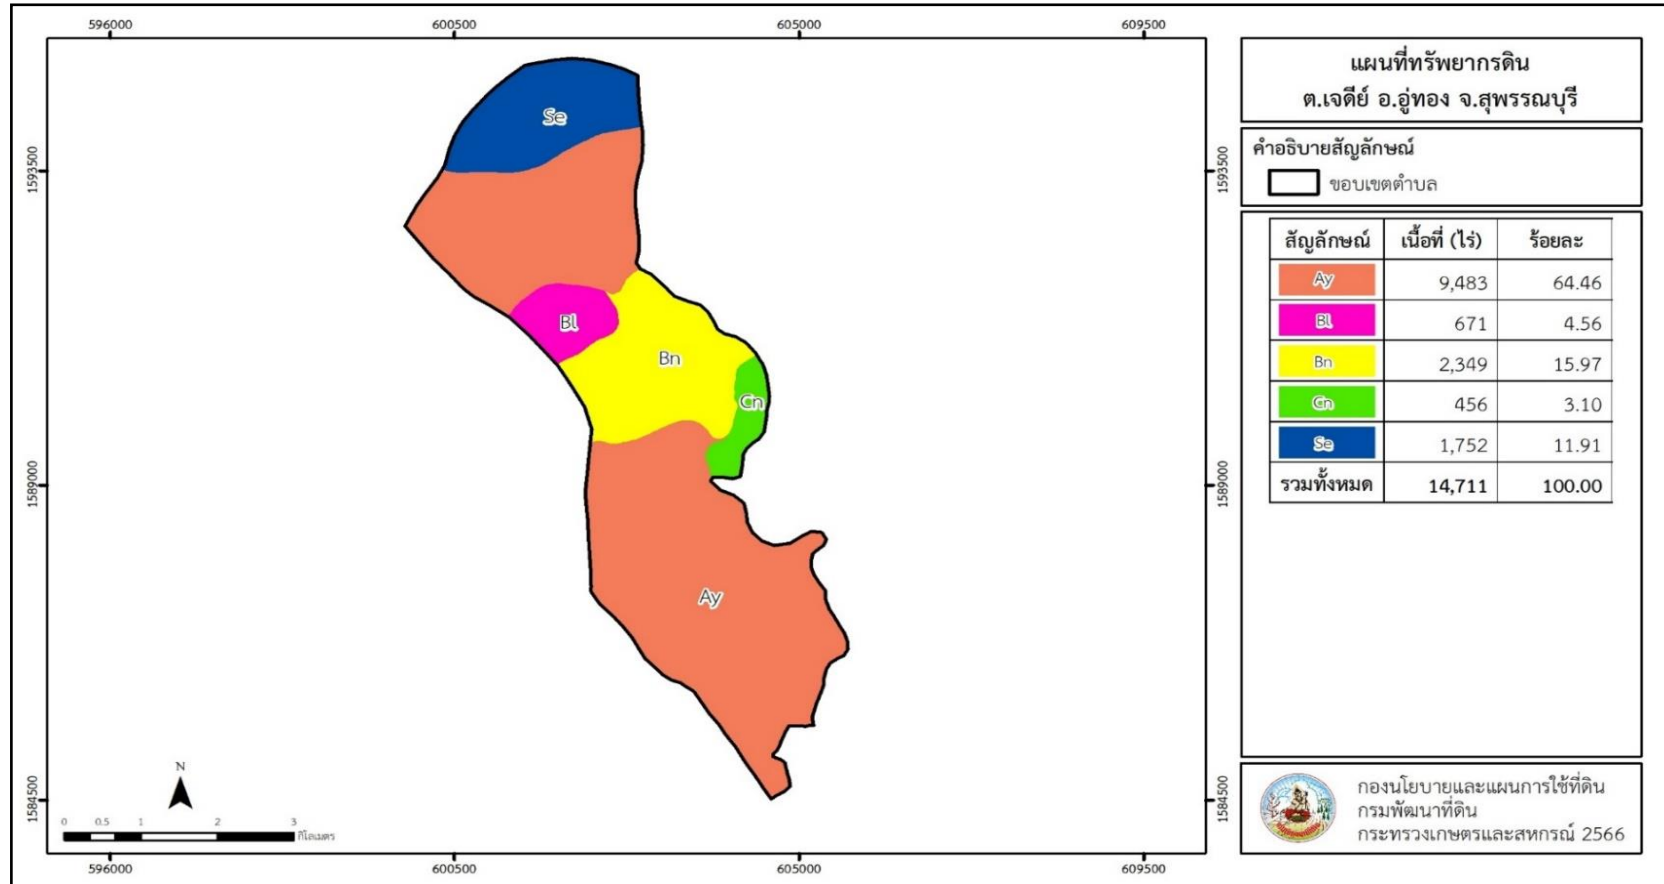 596000 600500 605000 609500
แผนที่ทรัพยากรดิน
ต.เจดีย์ อ.อู่ทอง จ.สุพรรณบุรี
คำอธิบายสัญลักษณ์
ขอบเขตตำบล
สัญลักษณ์ เนื้อที่ (ไร่) ร้อยละ
Ay 9,483 64.46
Bl 671 4.56
Bn 2,349 15.97
Cn 456 3.10
Se 1,752 11.91
รวมทั้งหมด 14,711 100.00
Se
1593500 1593500
Bl
Bn
Cn
1589000 1589000
Ay
N
1584500 1584500
0 0.5 1 2 3
กิโลเมตร
กองนโยบายและแผนการใช้ที่ดิน
กรมพัฒนาที่ดิน
กระทรวงเกษตรและสหกรณ์ 2566
596000 600500 605000 609500